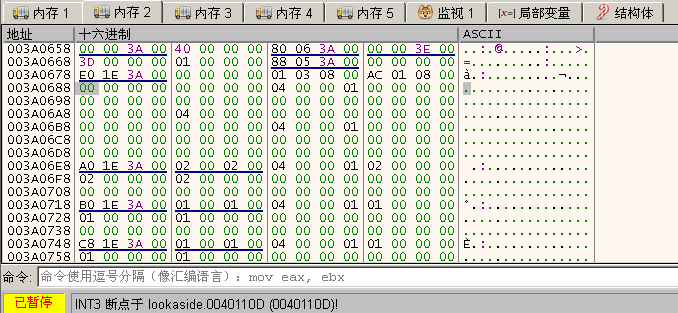 内存 1 内存 2 内存 3 内存 4 内存 5 监视 1 [x]= 局部变量 结构体
地址 十六进制 ASCII
003A0658 00 00 3A 00 40 00 00 00 80 06 3A 00 00 00 3E 00 ..:.@.....:...>.
003A0668 3D 00 00 00 01 00 00 00 88 05 3A 00 00 00 00 00 =.........:.....
003A0678 E0 1E 3A 00 00 00 00 00 01 03 08 00 AC 01 08 00 à.:.........¬...
003A0688 00 00 00 00 00 00 00 00 04 00 00 01 00 00 00 00 ................
003A0698 00 00 00 00 00 00 00 00 00 00 00 00 00 00 00 00 ................
003A06A8 00 00 00 00 04 00 00 00 00 00 00 00 00 00 00 00 ................
003A06B8 00 00 00 00 00 00 00 00 04 00 00 01 00 00 00 00 ................
003A06C8 00 00 00 00 00 00 00 00 00 00 00 00 00 00 00 00 ................
003A06D8 00 00 00 00 00 00 00 00 00 00 00 00 00 00 00 00 ................
003A06E8 A0 1E 3A 00 02 00 02 00 04 00 00 01 02 00 00 00 .:.............
003A06F8 02 00 00 00 02 00 00 00 00 00 00 00 00 00 00 00 ................
003A0708 00 00 00 00 00 00 00 00 00 00 00 00 00 00 00 00 ................
003A0718 B0 1E 3A 00 01 00 01 00 04 00 00 01 01 00 00 00 °.:.............
003A0728 01 00 00 00 01 00 00 00 00 00 00 00 00 00 00 00 ................
003A0738 00 00 00 00 00 00 00 00 00 00 00 00 00 00 00 00 ................
003A0748 C8 1E 3A 00 01 00 01 00 04 00 00 01 01 00 00 00 È.:.............
003A0758 01 00 00 00 01 00 00 00 00 00 00 00 00 00 00 00 ................
命令: 命令使用逗号分隔（像汇编语言）: mov eax, ebx
已暂停 INT3 断点于 lookaside.0040110D (0040110D)!